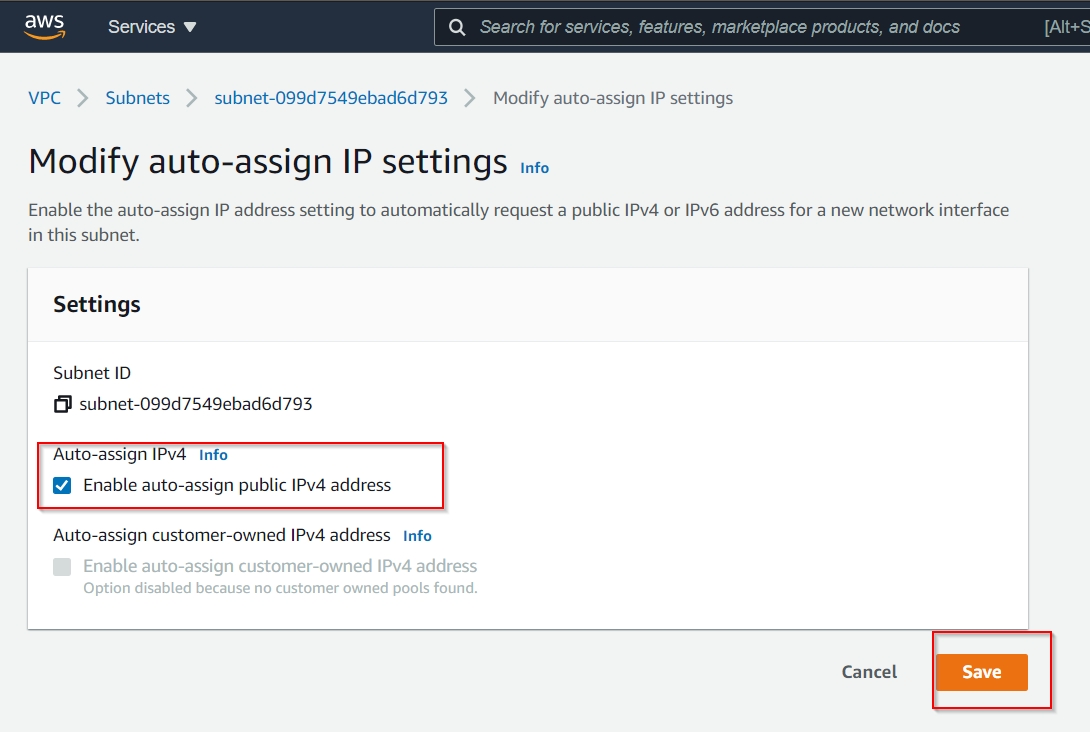 aws Services Search for services, features, marketplace products, and docs [Alt+S
VPC Subnets subnet-099d7549ebad6d793 Modify auto-assign IP settings
Modify auto-assign IP settings Info
Enable the auto-assign IP address setting to automatically request a public IPv4 or IPv6 address for a new network interface
in this subnet.
Settings
Subnet ID
subnet-099d7549ebad6d793
Auto-assign IPv4 Info
Enable auto-assign public IPv4 address
Auto-assign customer-owned IPv4 address Info
Enable auto-assign customer-owned IPv4 address
Option disabled because no customer owned pools found.
Cancel Save